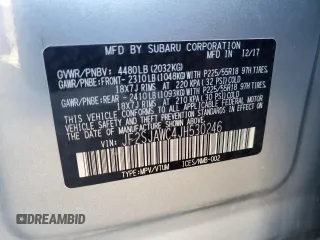 MFD BY SUBARU CORPORATION 12/17
GVWR/PNBV: 4480LB(2032KG)
GAWR/PNBE:FRONT- 2310LB(1048KG)WITH P225/55R18 97H TIRES,
18X7J RIMS, AT 220 KPA(32 PSI)COLD
GAWR/PNBE:REAR -2410LB(1093KG)WITH P225/55R18 97H TIRES,
18X7J RIMS, AT 210 KPA(30 PSI)COLD
THIS VEHICLE CONFORMS TO ALL APPLICABLE
FEDERAL MOTOR VEHICLE SAFETY, BUMPER,
AND THEFT PREVENTION STANDARDS IN EFFECT
ON THE DATE OF MANUFACTURE SHOWN ABOVE.
JF2SJAWC4JH530246
TYPE:MPV/VTUM ICES/NMB-002
DREAMBID